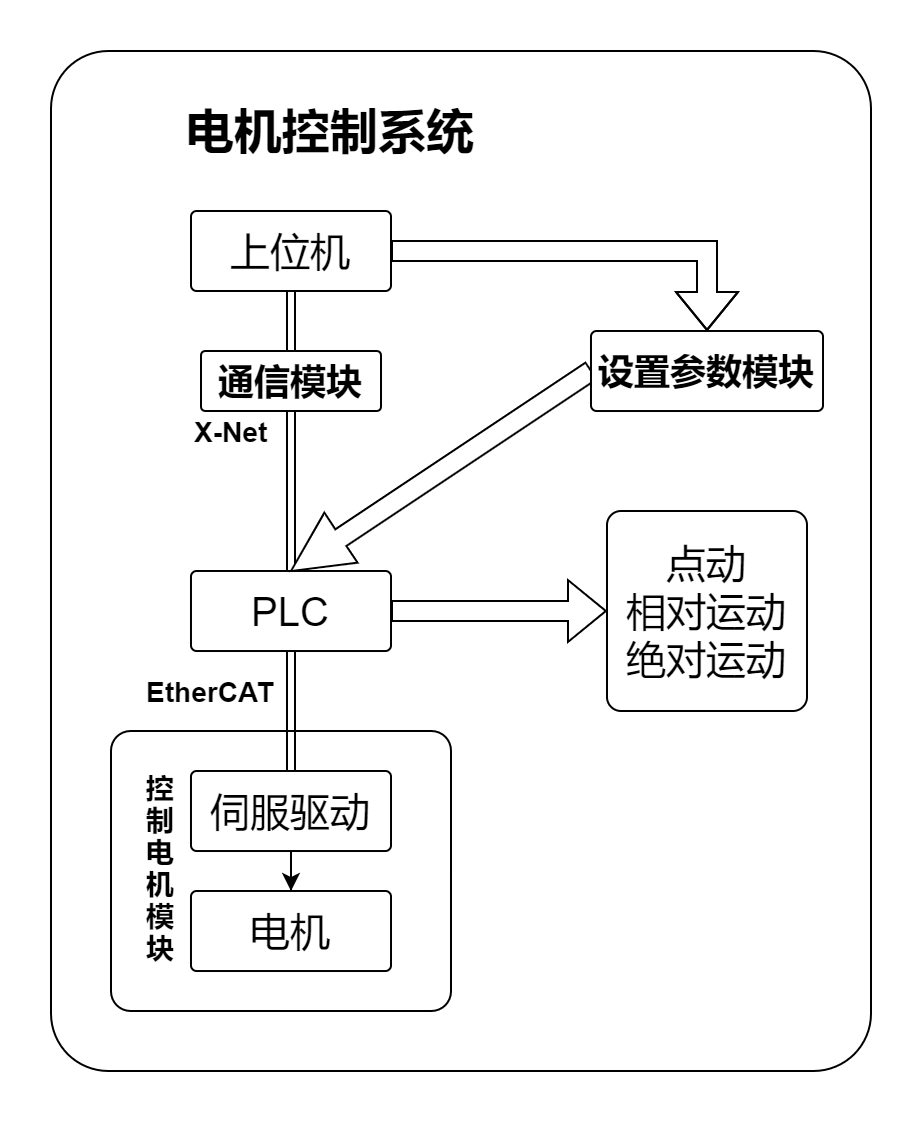 电机控制系统
上位机
通信模块
设置参数模块
X-Net
点动
相对运动
绝对运动
PLC
EtherCAT
控制电机模块
伺服驱动
电机